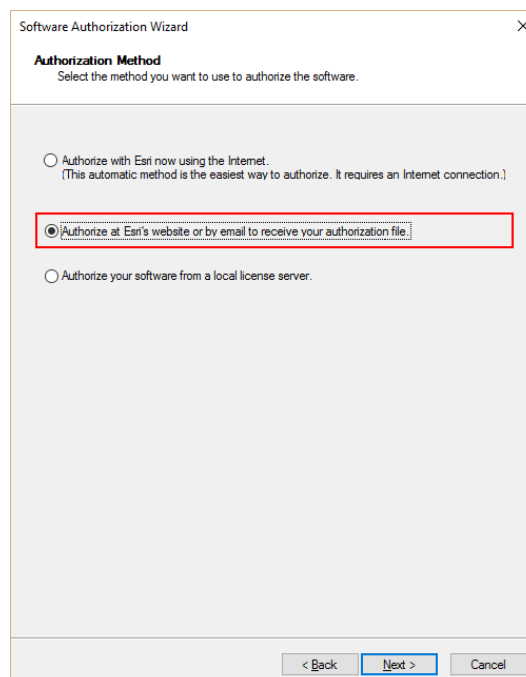 Software Authorization Wizard
Authorization Method
Select the method you want to use to authorize the software.
Authorize with Esri now using the Internet.
(This automatic method is the easiest way to authorize. It requires an Internet connection.)
Authorize at Esri's website or by email to receive your authorization file.
Authorize your software from a local license server.
< Back Next > Cancel